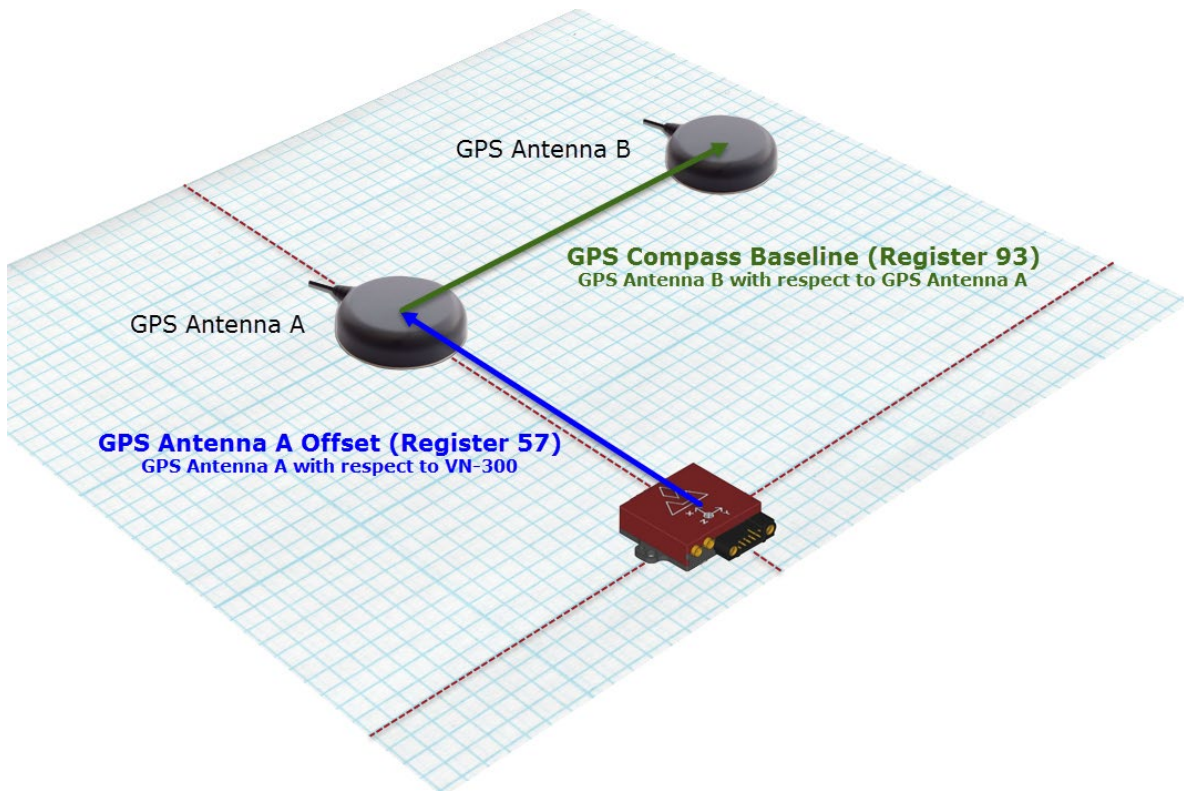 GPS Antenna B
GPS Compass Baseline (Register 93)
GPS Antenna B with respect to GPS Antenna A
GPS Antenna A
GPS Antenna A Offset (Register 57)
GPS Antenna A with respect to VN-300
X
Y
Z